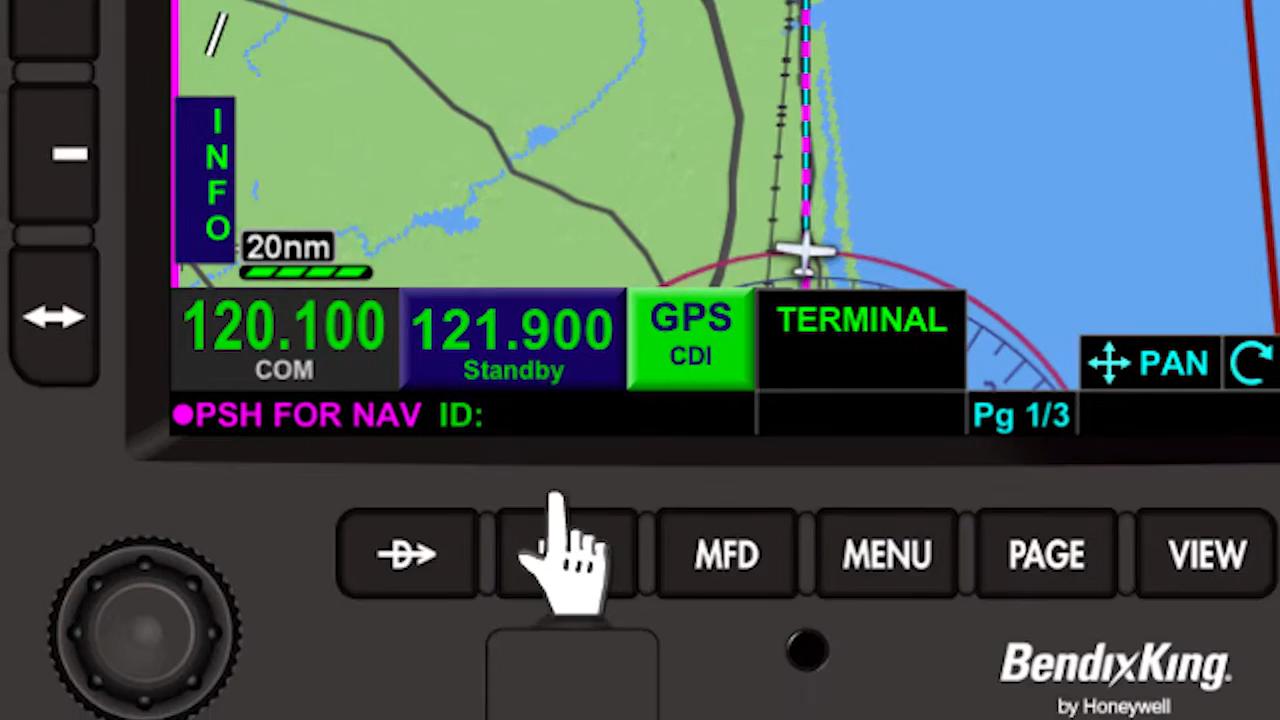 INFO
20nm
120.100
COM
121.900
Standby
GPS
CDI
TERMINAL
PAN
PSH FOR NAV ID:
Pg 1/3
D
MFD
MENU
PAGE
VIEW
BendixKing.
by Honeywell